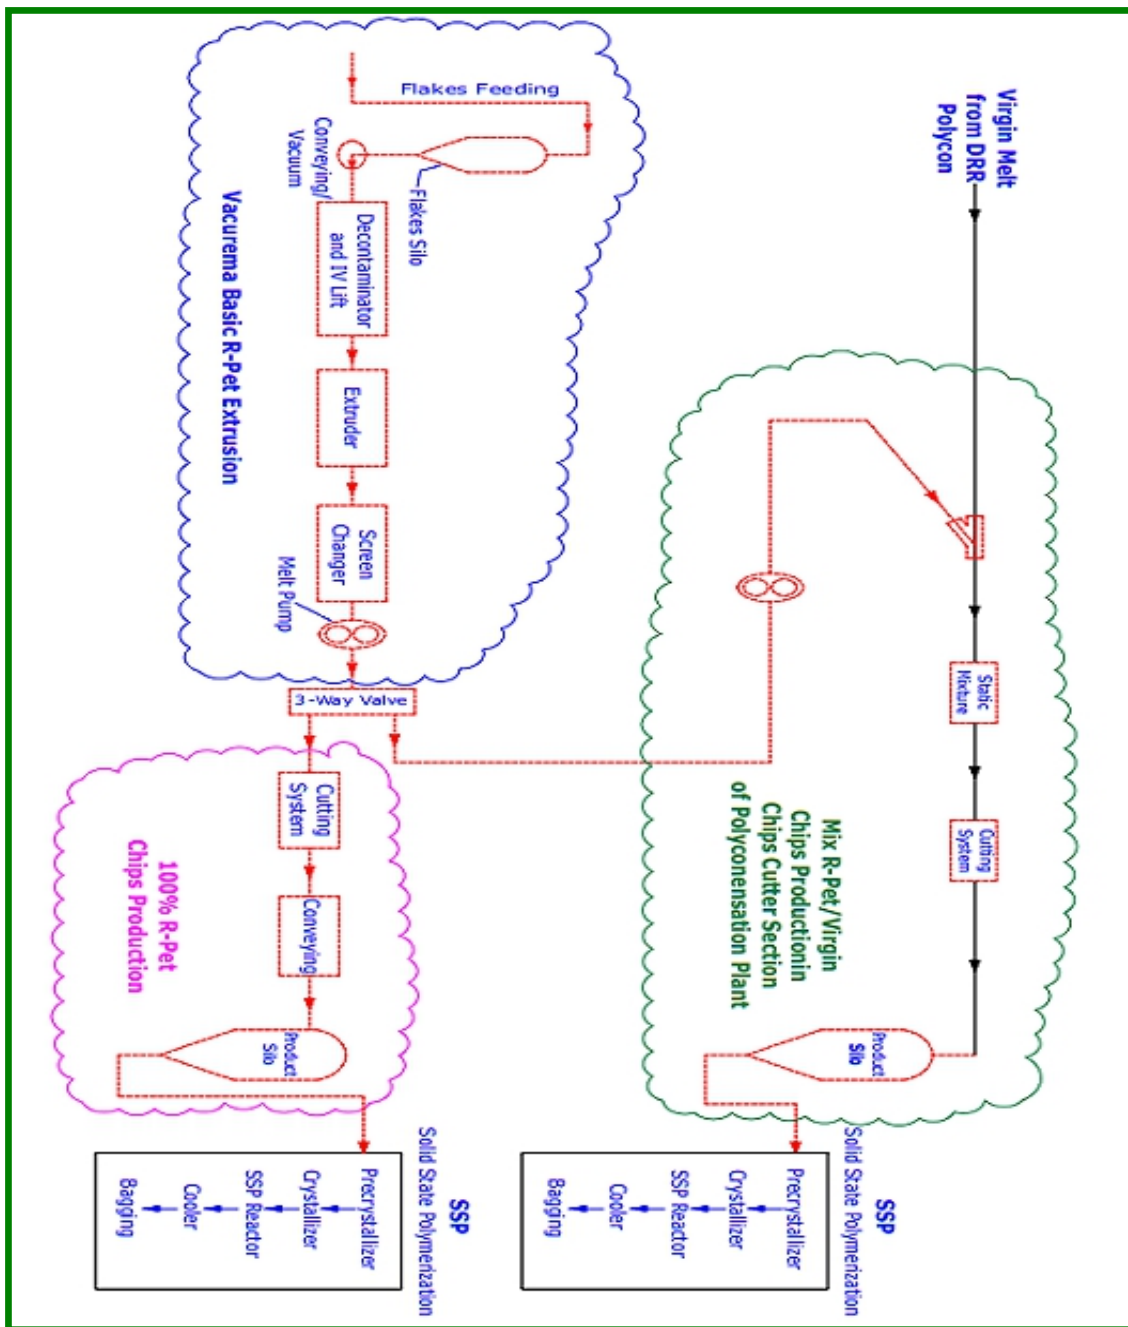 Virgin Melt
from DRR
Polycon
Static
Mixture
Cutting
System
Product
Silo
Mix R-Pet/Virgin
Chips Productionin
Chips Cutter Section
of Polyconensation Plant
SSP
Solid State Polymerization
Precrystallizer
Crystallizer
SSP Reactor
Cooler
Bagging
Flakes Feeding
Flakes Silo
Conveying/
Vacuum
Decontaminator
and IV Lift
Extruder
Screen
Changer
Melt Pump
Vacurema Basic R-Pet Extrusion
3-Way Valve
Cutting
System
Conveying
Product
Silo
100% R-Pet
Chips Production
SSP
Solid State Polymerization
Precrystallizer
Crystallizer
SSP Reactor
Cooler
Bagging